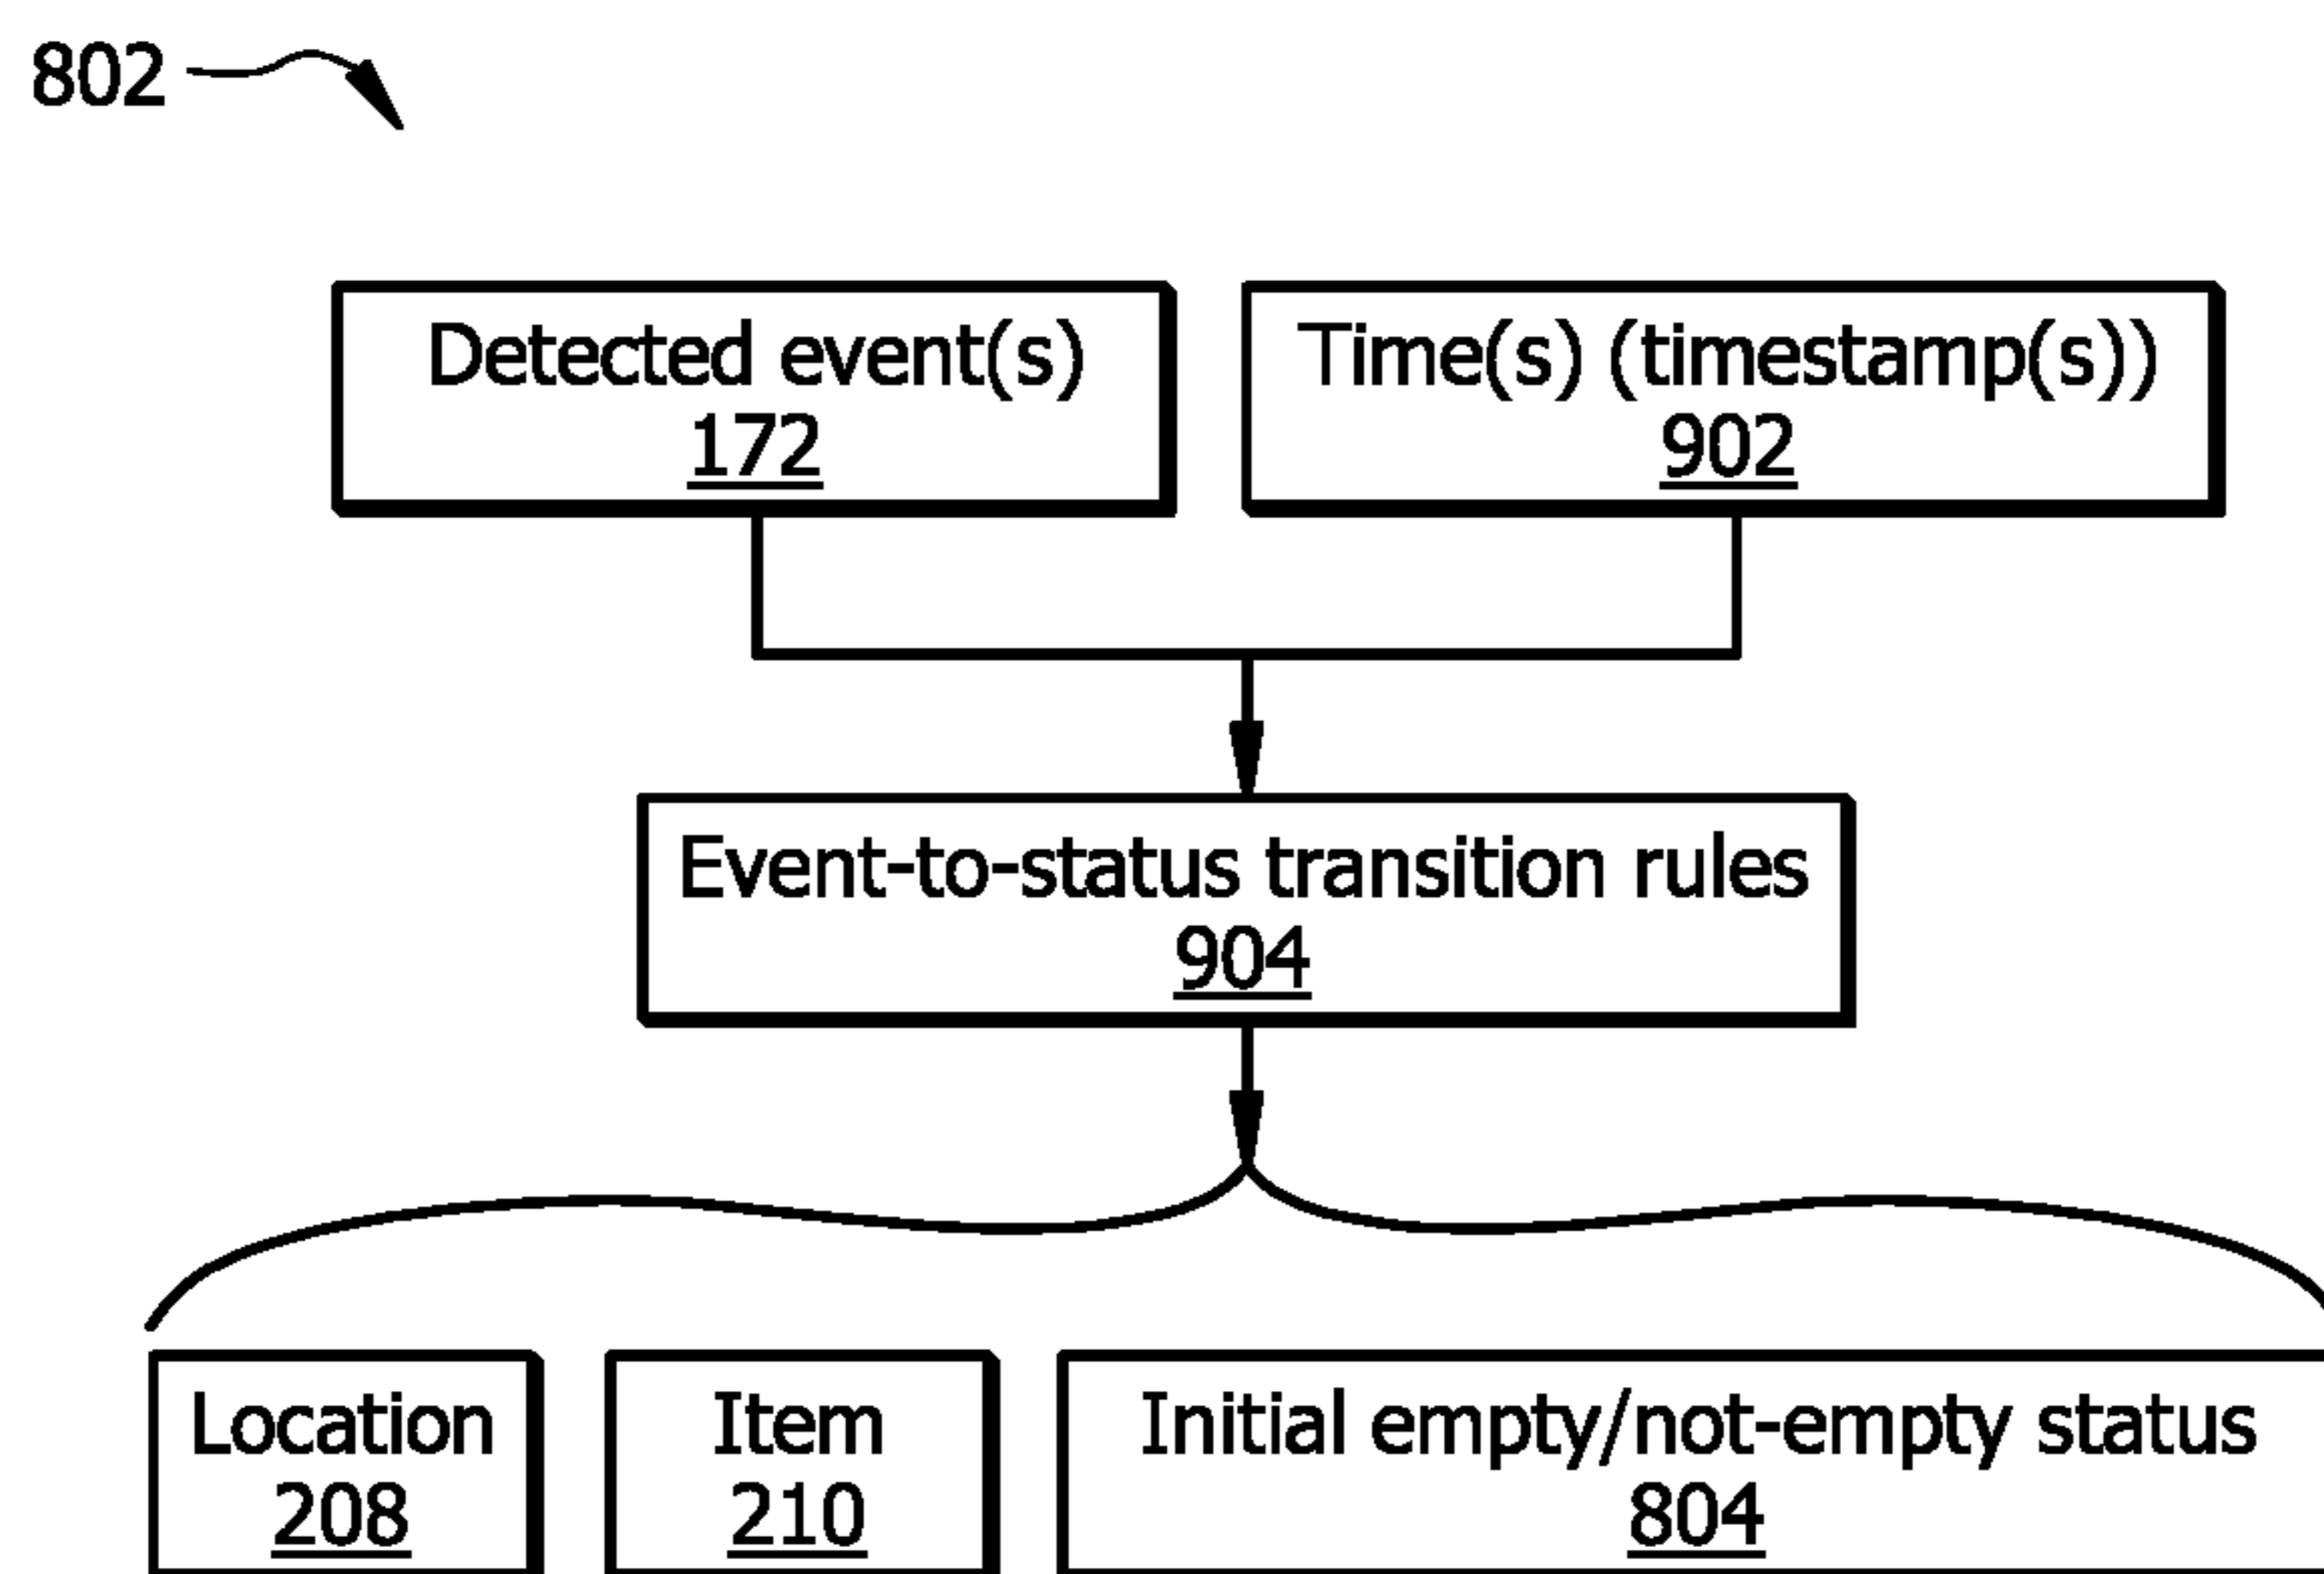 802
Detected event(s)
172
Time(s) (timestamp(s))
902
Event-to-status transition rules
904
Location
208
Item
210
Initial empty/not-empty status
804